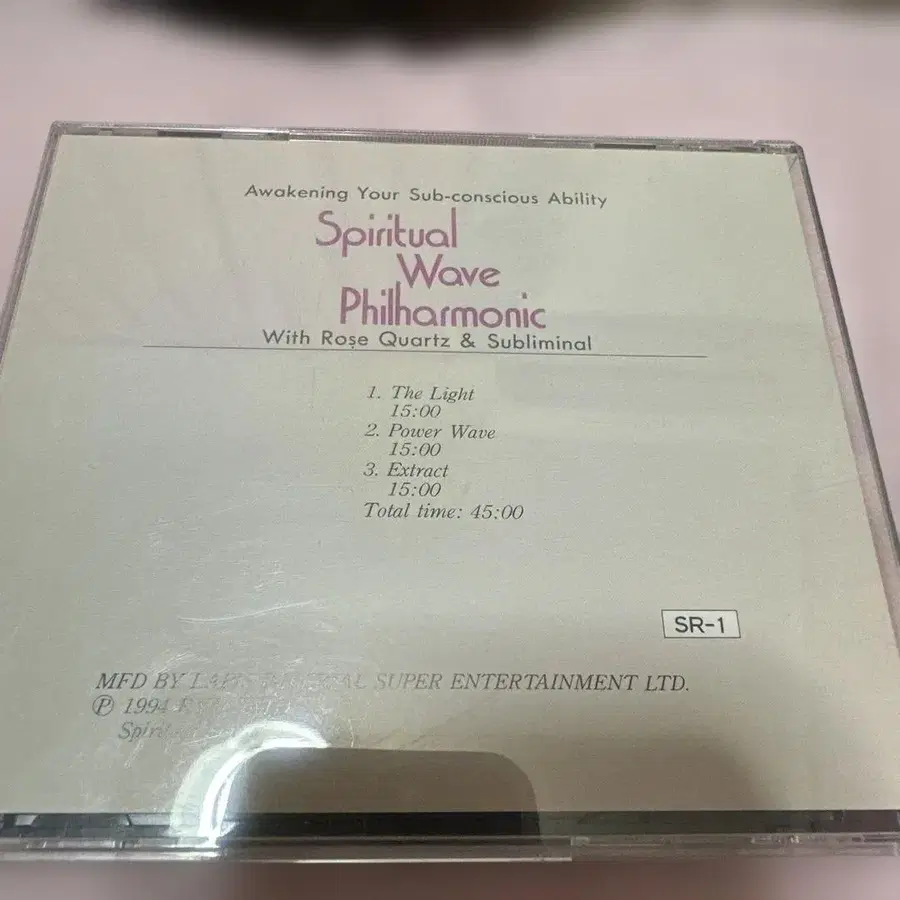 Awakening Your Sub-conscious Ability
Spiritual
Wave
Philharmonic
With Rose Quartz & Subliminal
1. The Light
15:00
2. Power Wave
15:00
3. Extract
15:00
Total time: 45:00
SR-1
MFD BY SUPER ENTERTAINMENT LTD.
℗ 1994